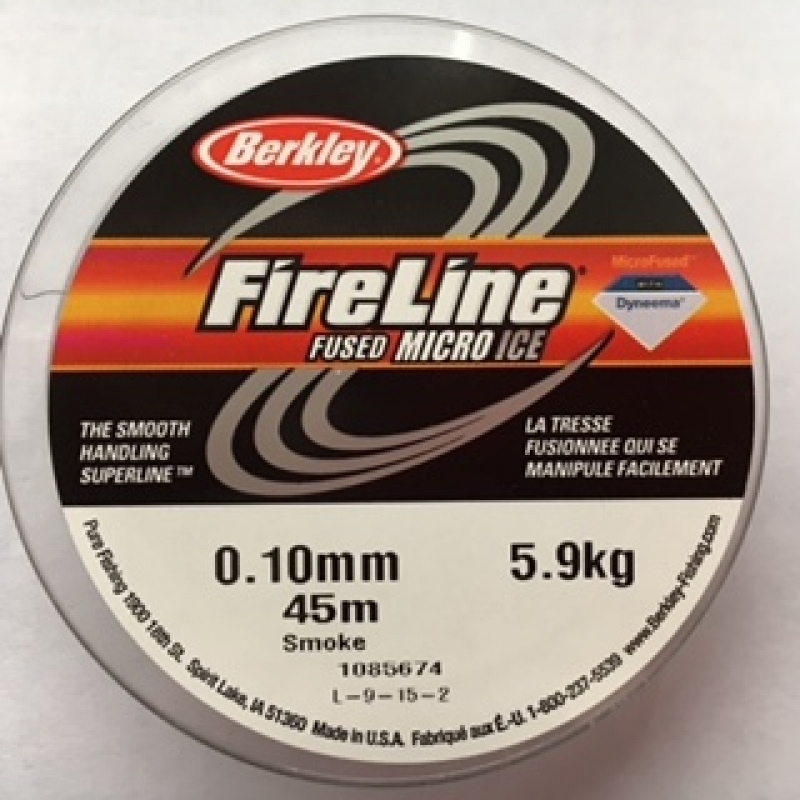 Berkley®
FireLine®
FUSED MICRO ICE
MicroFused™
WITH
Dyneema®
THE SMOOTH
HANDLING
SUPERLINE™
LA TRESSE
FUSIONNEE QUI SE
MANIPULE FACILEMENT
0.10mm
5.9kg
45m
Smoke
1085674
L-9-15-2
Pure Fishing 1900 18th St. Spirit Lake, IA 51360 Made in U.S.A. Fabriqué aux É.-U. 1-800-237-5539 www.Berkley-Fishing.com